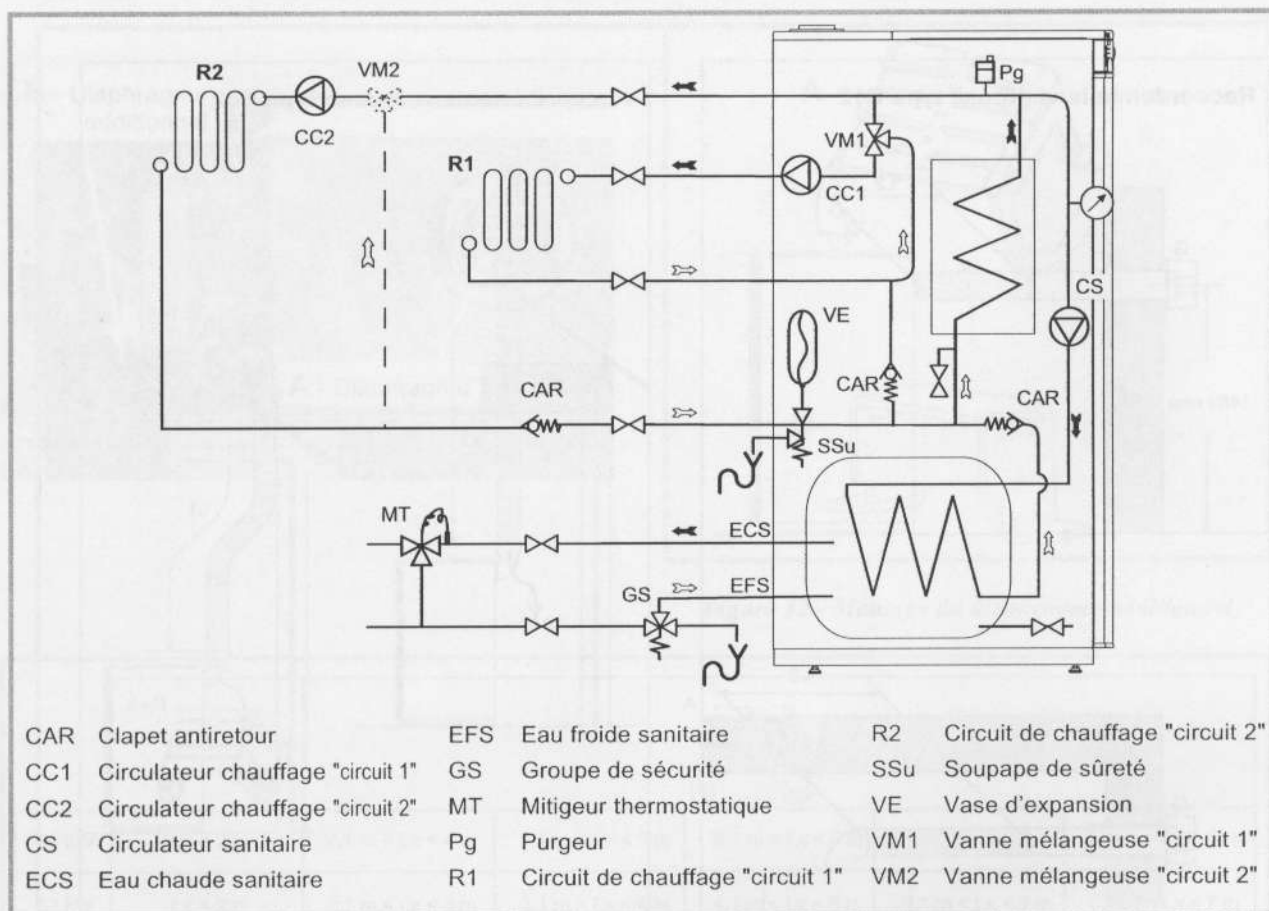 R2
CC2
VM2
R1
VM1
CC1
Pg
CS
VE
CAR
CAR
CAR
SSu
MT
ECS
GS
EFS
CAR Clapet antiretour
CC1 Circulateur chauffage "circuit 1"
CC2 Circulateur chauffage "circuit 2"
CS Circulateur sanitaire
ECS Eau chaude sanitaire
EFS Eau froide sanitaire
GS Groupe de sécurité
MT Mitigeur thermostatique
Pg Purgeur
R1 Circuit de chauffage "circuit 1"
R2 Circuit de chauffage "circuit 2"
SSu Soupape de sûreté
VE Vase d'expansion
VM1 Vanne mélangeuse "circuit 1"
VM2 Vanne mélangeuse "circuit 2"